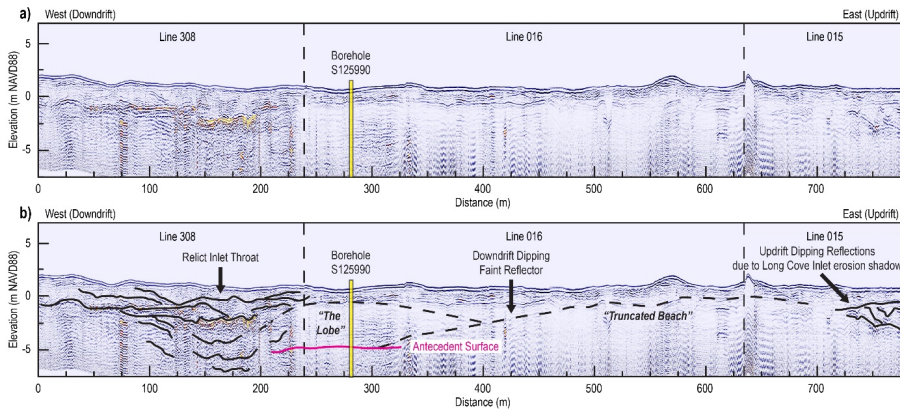 a)
West (Downdrift)
East (Updrift)
Line 308
Line 016
Line 015
Borehole
S125990
Elevation (m NAVD88)
5
0
-5
0
100
200
300
400
500
600
700
Distance (m)
b)
West (Downdrift)
East (Updrift)
Line 308
Line 016
Line 015
Relict Inlet Throat
Borehole
S125990
Downdrift Dipping
Faint Reflector
Updrift Dipping Reflections
due to Long Cove Inlet erosion shadow
"The
Lobe"
"Truncated Beach"
Antecedent Surface
Elevation (m NAVD88)
5
0
-5
0
100
200
300
400
500
600
700
Distance (m)